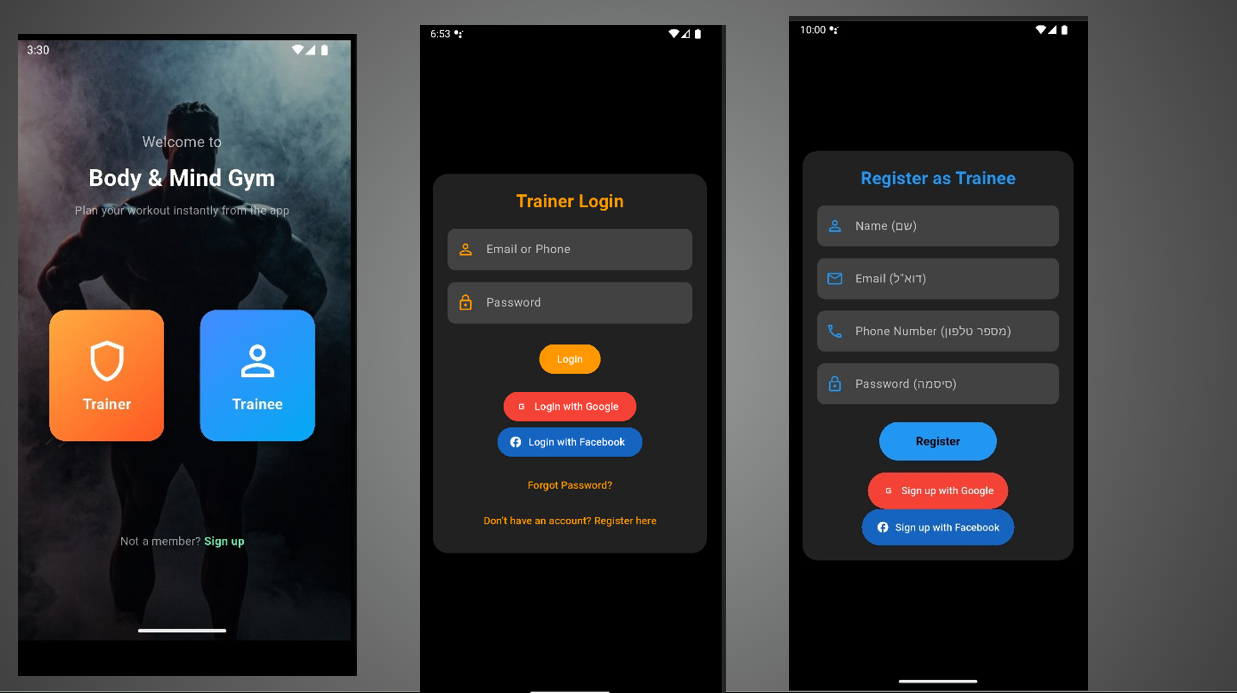 3:30
Welcome to
Body & Mind Gym
Plan your workout instantly from the app
Trainer
Trainee
Not a member? Sign up
6:53
Trainer Login
Email or Phone
Password
Login
G Login with Google
Login with Facebook
Forgot Password?
Don't have an account? Register here
10:00
Register as Trainee
Name (שם)
Email (דוא"ל)
Phone Number (מספר טלפון)
Password (סיסמה)
Register
G Sign up with Google
Sign up with Facebook